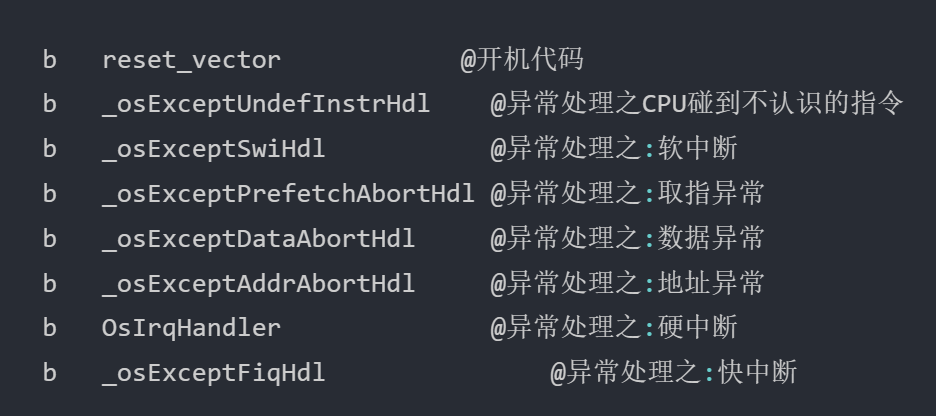 b   reset_vector            @开机代码
b   _osExceptUndefInstrHdl    @异常处理之CPU碰到不认识的指令
b   _osExceptSwiHdl           @异常处理之:软中断
b   _osExceptPrefetchAbortHdl @异常处理之:取指异常
b   _osExceptDataAbortHdl     @异常处理之:数据异常
b   _osExceptAddrAbortHdl     @异常处理之:地址异常
b   OsIrqHandler              @异常处理之:硬中断
b   _osExceptFiqHdl               @异常处理之:快中断